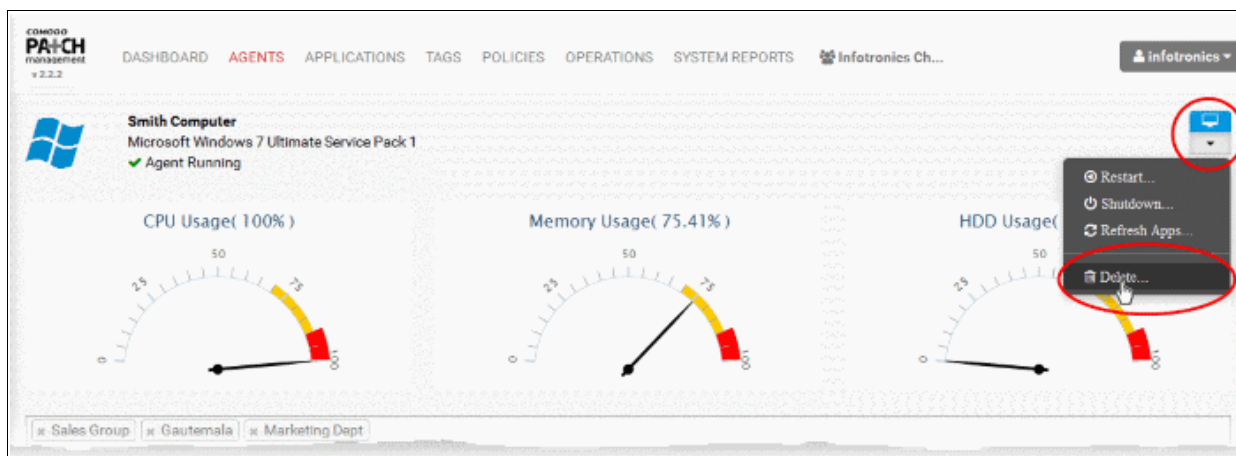 COMODO
PATCH
management
v 2.2.2
DASHBOARD AGENTS APPLICATIONS TAGS POLICIES OPERATIONS SYSTEM REPORTS Infotronics Ch...
infotronics
Smith Computer
Microsoft Windows 7 Ultimate Service Pack 1
Agent Running
Restart...
Shutdown...
Refresh Apps...
Delete...
CPU Usage( 100% )
0 25 50 75 100
Memory Usage( 75.41% )
0 25 50 75 100
HDD Usage(
0 25 50 100
Sales Group Gautemala Marketing Dept